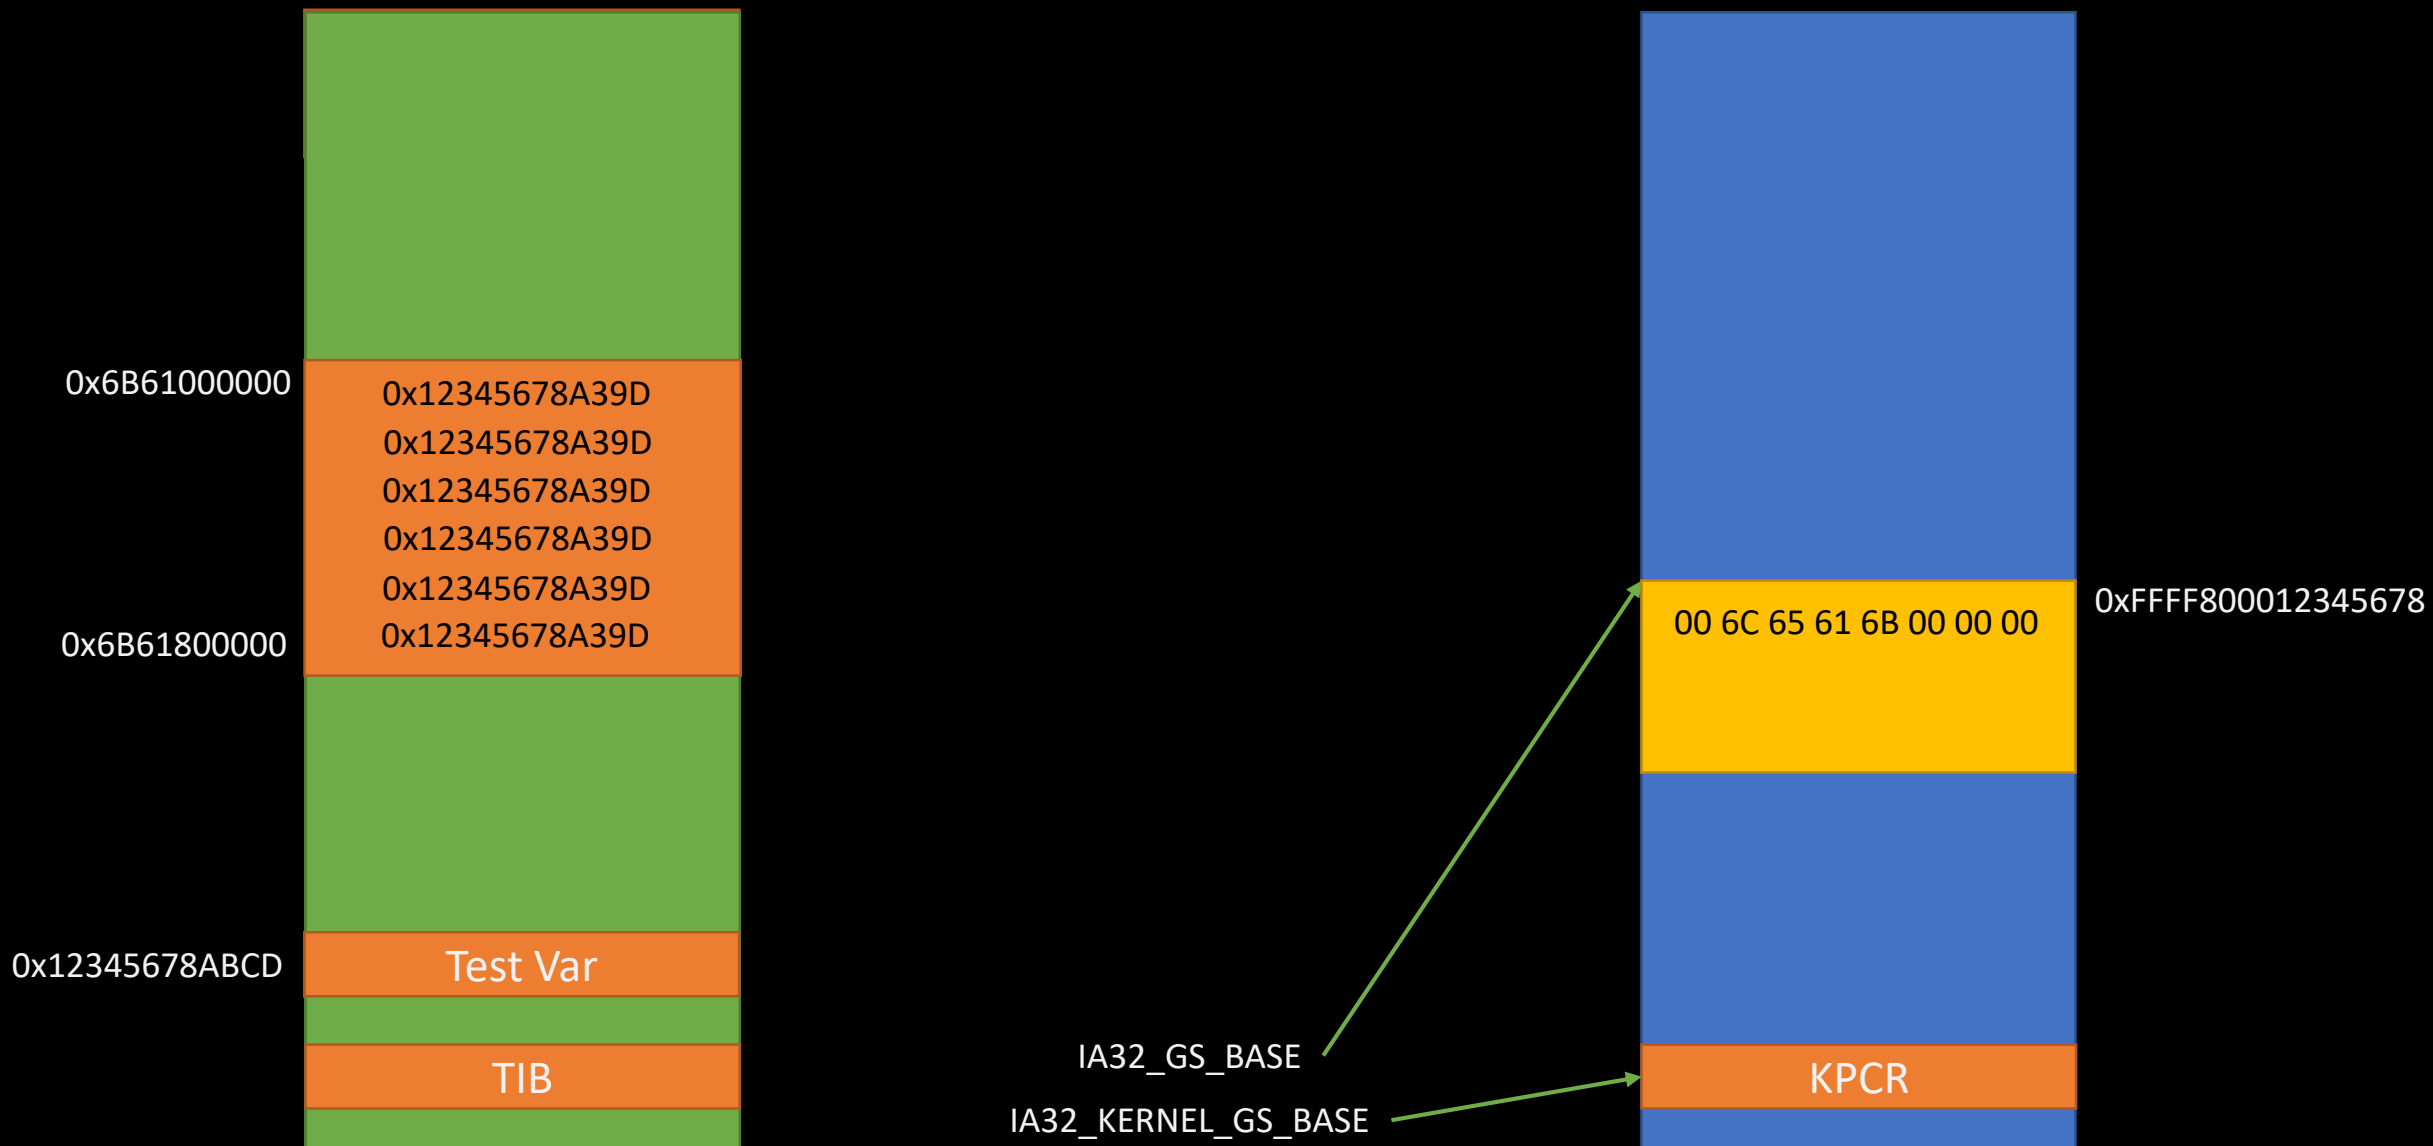 0x6B61000000
0x12345678A39D
0x12345678A39D
0x12345678A39D
0x12345678A39D
0x12345678A39D
0x12345678A39D
0x6B61800000
0x12345678ABCD
Test Var
TIB
IA32_GS_BASE
IA32_KERNEL_GS_BASE
00 6C 65 61 6B 00 00 00
0xFFFF800012345678
KPCR